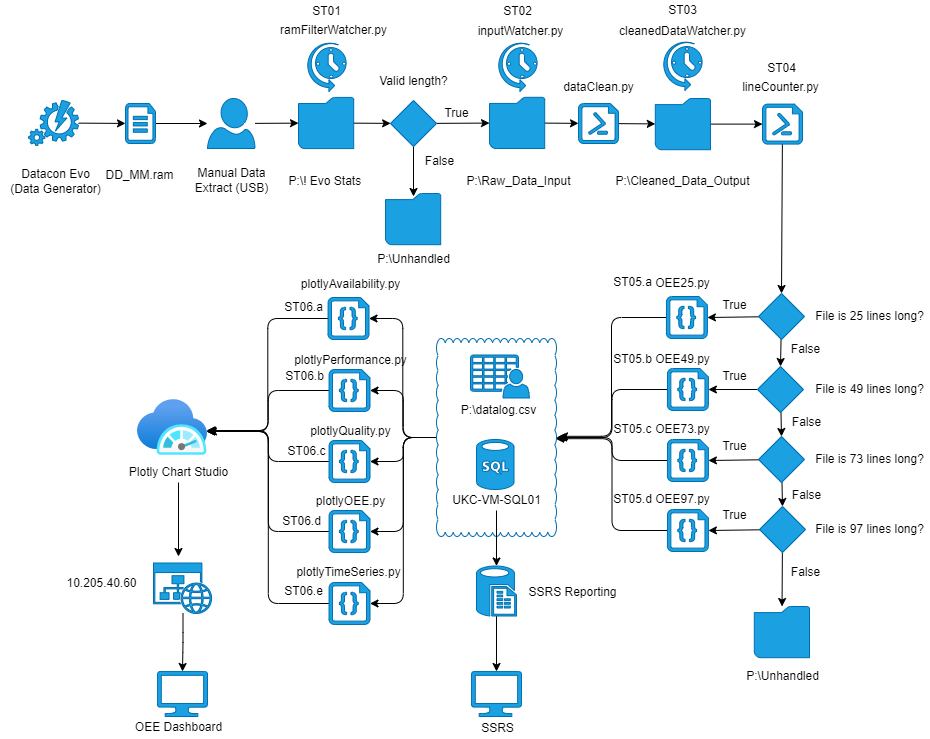 ST01
ramFilterWatcher.py
ST02
inputWatcher.py
ST03
cleanedDataWatcher.py
ST04
lineCounter.py
Valid length?
True
False
dataClean.py
Datacon Evo
(Data Generator)
DD_MM.ram
Manual Data
Extract (USB)
P:\! Evo Stats
P:\Raw_Data_Input
P:\Cleaned_Data_Output
P:\Unhandled
plotlyAvailability.py
ST06.a
plotlyPerformance.py
ST06.b
plotlyQuality.py
ST06.c
plotlyOEE.py
ST06.d
plotlyTimeSeries.py
ST06.e
P:\datalog.csv
SQL
UKC-VM-SQL01
ST05.a OEE25.py
True
File is 25 lines long?
False
ST05.b OEE49.py
True
File is 49 lines long?
False
ST05.c OEE73.py
True
File is 73 lines long?
False
ST05.d OEE97.py
True
File is 97 lines long?
False
P:\Unhandled
Plotly Chart Studio
10.205.40.60
OEE Dashboard
SSRS Reporting
SSRS